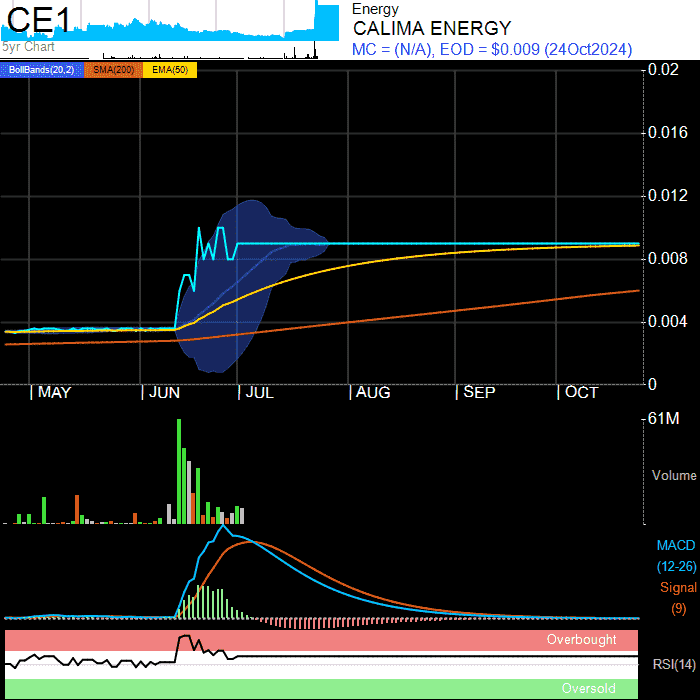 CE1
5yr Chart
Energy
CALIMA ENERGY
MC = (N/A), EOD = $0.009 (24Oct2024)
BollBands(20,2) SMA(200) EMA(50)
0.02
0.016
0.012
0.008
0.004
0
MAY JUN JUL AUG SEP OCT
61M
Volume
MACD
(12-26)
Signal
(9)
Overbought
RSI(14)
Oversold